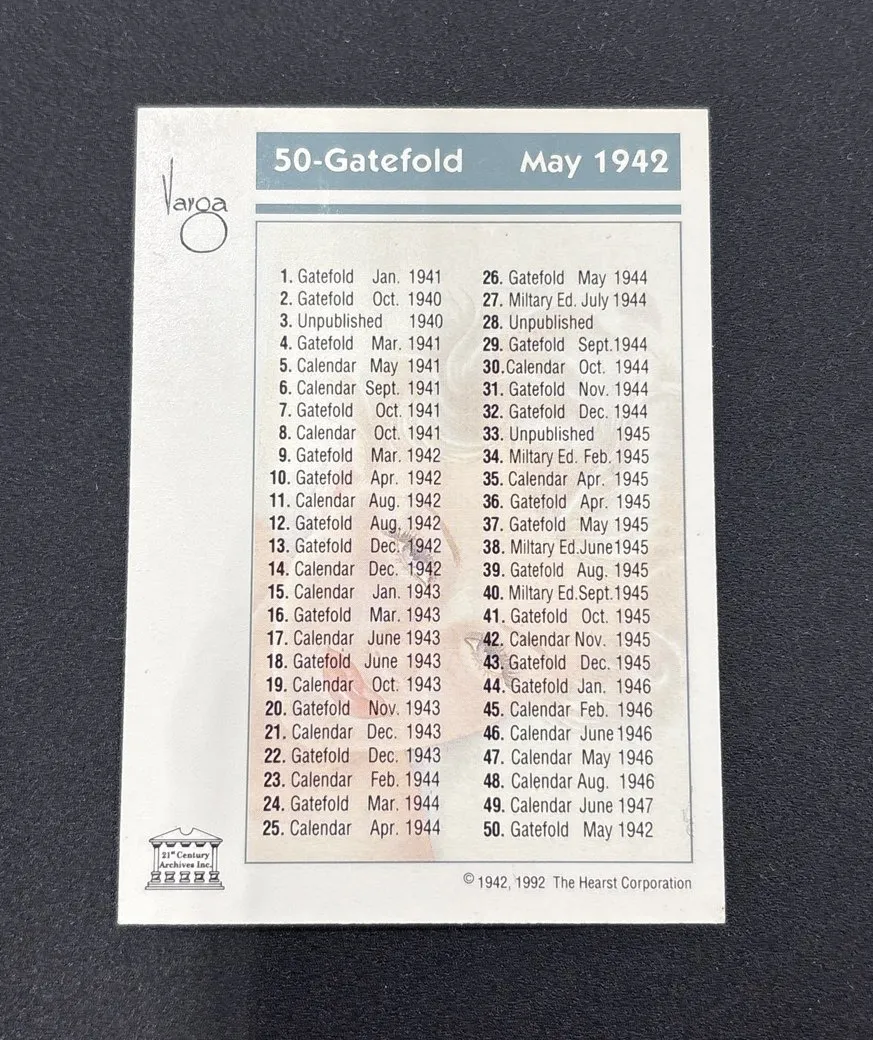 50-Gatefold May 1942
Varga
1. Gatefold Jan. 1941
2. Gatefold Oct. 1940
3. Unpublished 1940
4. Gatefold Mar. 1941
5. Calendar May 1941
6. Calendar Sept. 1941
7. Gatefold Oct. 1941
8. Calendar Oct. 1941
9. Gatefold Mar. 1942
10. Gatefold Apr. 1942
11. Calendar Aug. 1942
12. Gatefold Aug. 1942
13. Gatefold Dec. 1942
14. Calendar Dec. 1942
15. Calendar Jan. 1943
16. Gatefold Mar. 1943
17. Calendar June 1943
18. Gatefold June 1943
19. Calendar Oct. 1943
20. Gatefold Nov. 1943
21. Calendar Dec. 1943
22. Gatefold Dec. 1943
23. Calendar Feb. 1944
24. Gatefold Mar. 1944
25. Calendar Apr. 1944
26. Gatefold May 1944
27. Miltary Ed. July 1944
28. Unpublished
29. Gatefold Sept.1944
30.Calendar Oct. 1944
31. Gatefold Nov. 1944
32. Gatefold Dec. 1944
33. Unpublished 1945
34. Miltary Ed. Feb. 1945
35. Calendar Apr. 1945
36. Gatefold Apr. 1945
37. Gatefold May 1945
38. Miltary Ed.June1945
39. Gatefold Aug. 1945
40. Miltary Ed.Sept.1945
41. Gatefold Oct. 1945
42. Calendar Nov. 1945
43. Gatefold Dec. 1945
44. Gatefold Jan. 1946
45. Calendar Feb. 1946
46. Calendar June1946
47. Calendar May 1946
48. Calendar Aug. 1946
49. Calendar June 1947
50. Gatefold May 1942
21st Century
Archives Inc.
© 1942, 1992 The Hearst Corporation